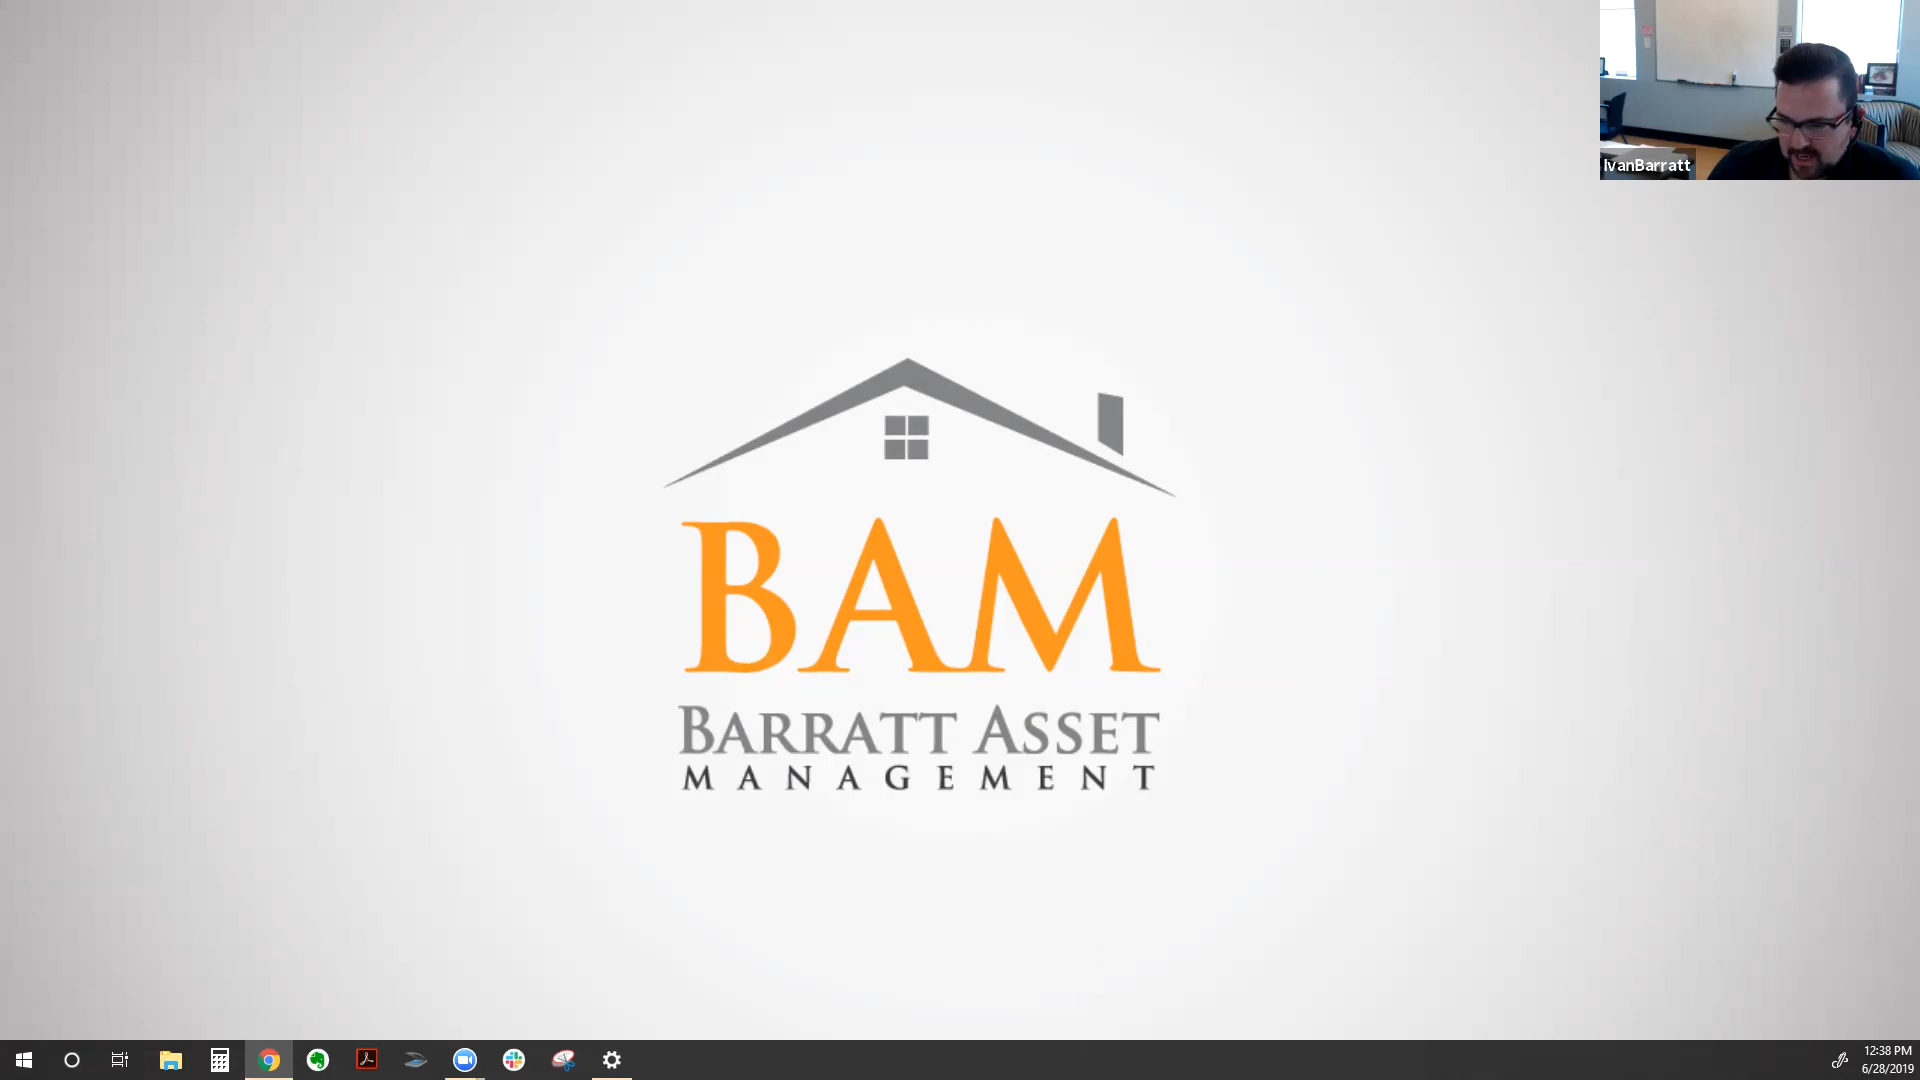 IvanBarratt
BAM
BARRATT ASSET
MANAGEMENT
12:38 PM
6/28/2019